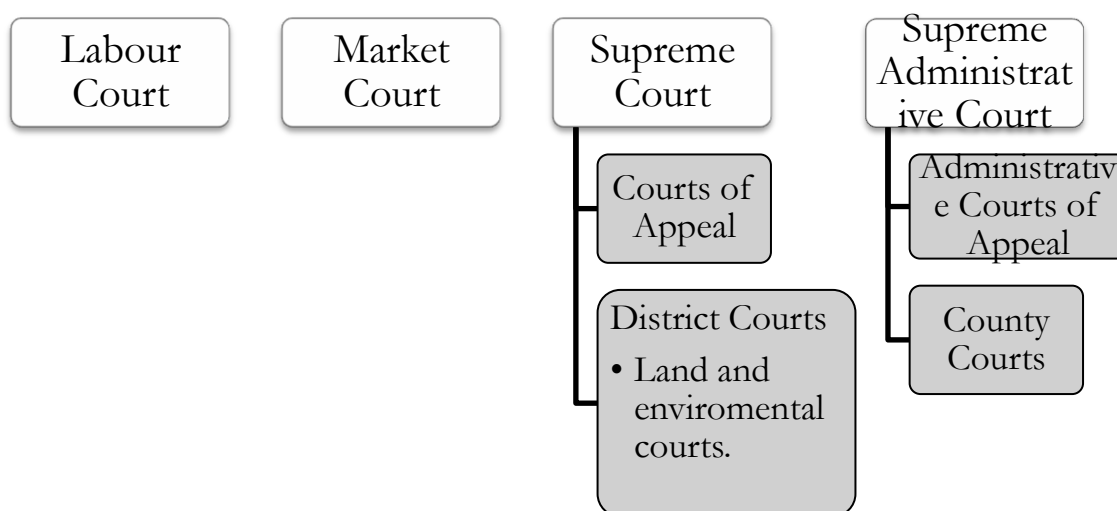 Labour
Court
Market
Court
Supreme
Court
Supreme
Administrat
ive Court
Courts of
Appeal
Administrativ
e Courts of
Appeal
District Courts
• Land and
enviromental
courts.
County
Courts